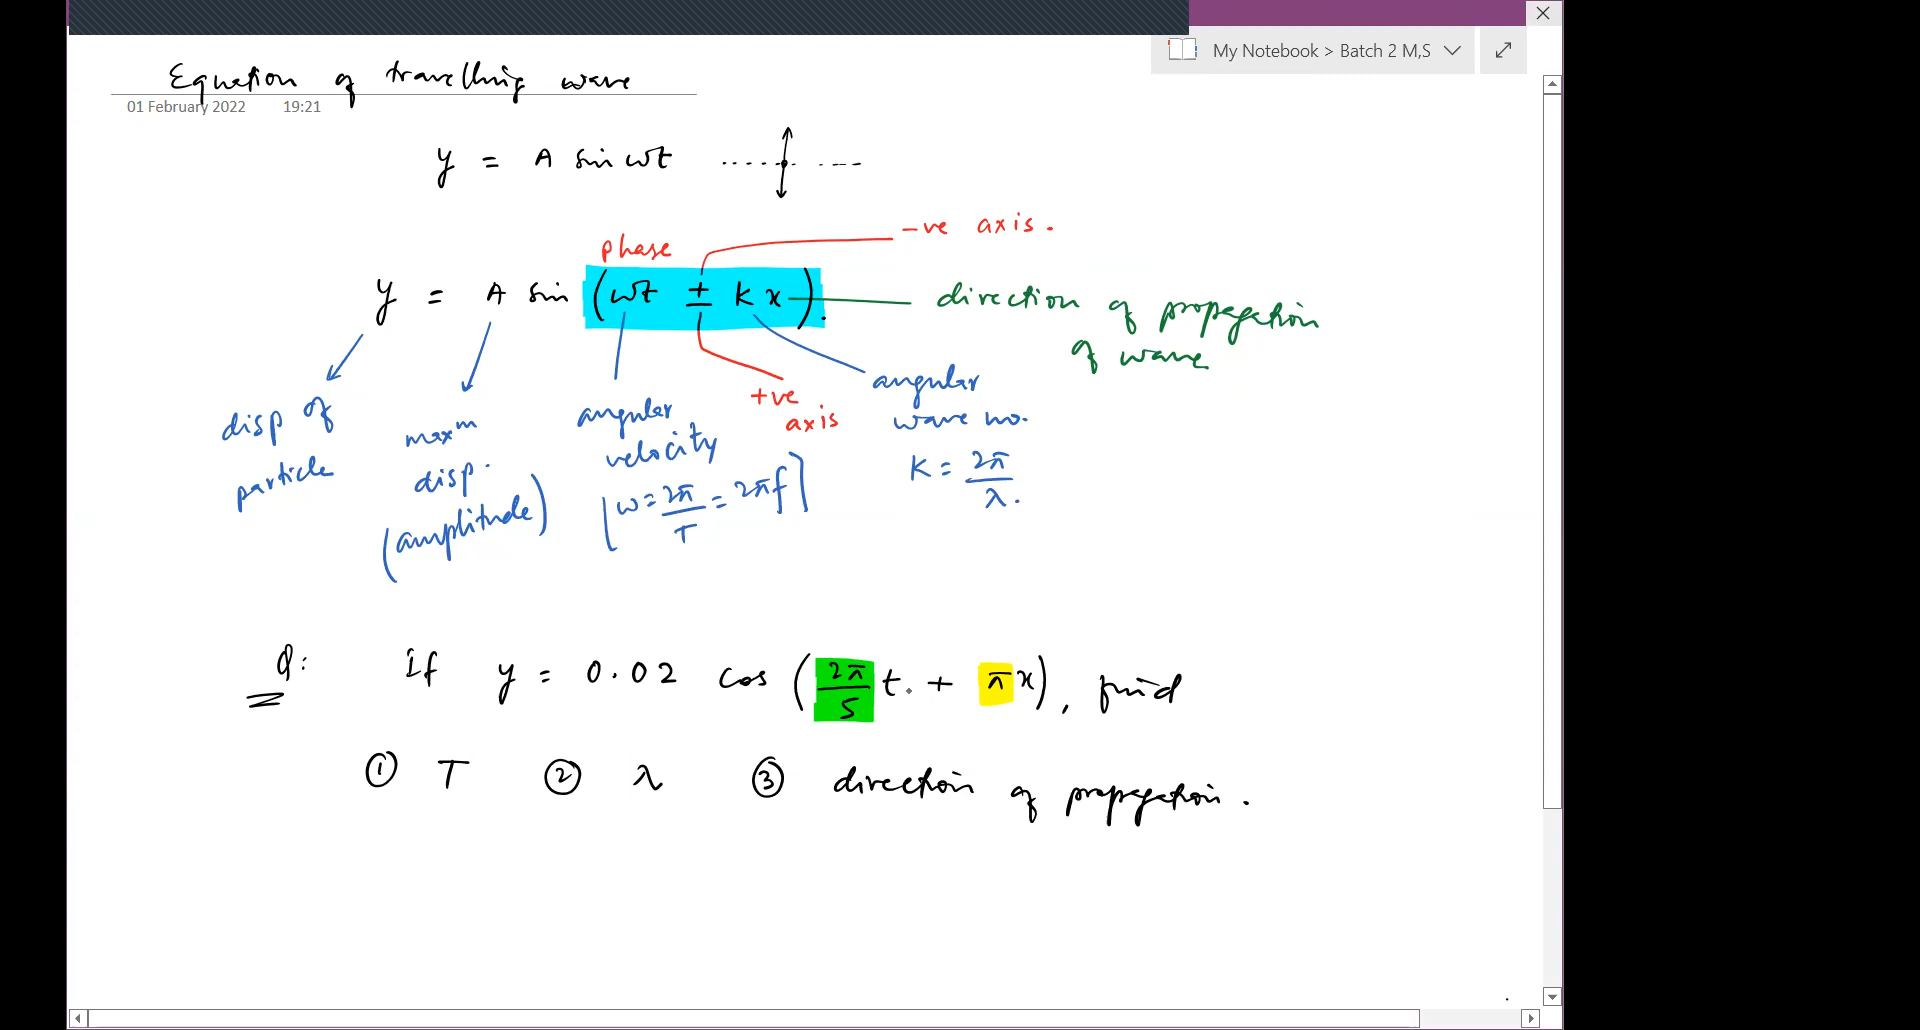 My Notebook > Batch 2 M,S
Equation of travelling wave
01 February 2022 19:21
y = A sin ωt
phase
-ve axis.
y = A sin (ωt ± K x).
direction of propagation
of wave
disp of
particle
maxm
disp.
(amplitude)
angular
velocity
[ω = 2π/T = 2πf]
+ve
axis
angular
wave no.
K = 2π/λ.
Q: If y = 0.02 cos (2π/5 t + πx), find
① T ② λ ③ direction of propagation.